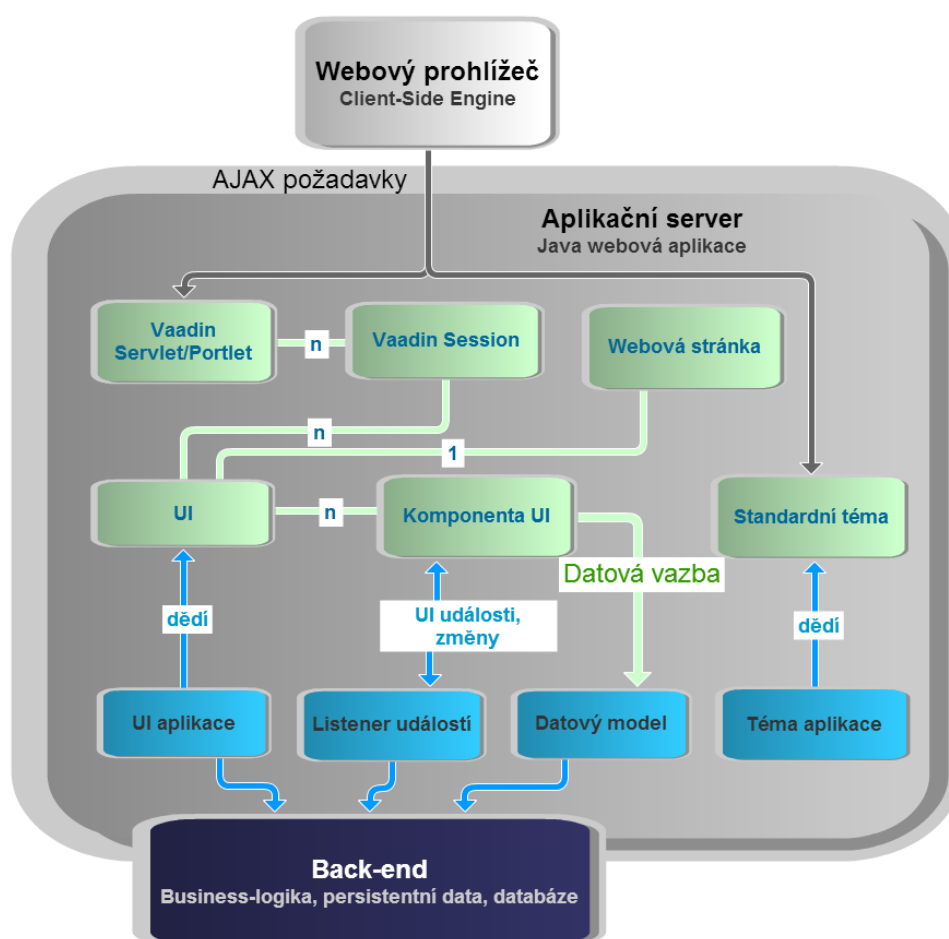 Webový prohlížeč
Client-Side Engine
AJAX požadavky
Aplikační server
Java webová aplikace
Vaadin
Servlet/Portlet
n
Vaadin Session
Webová stránka
n
1
UI
n
Komponenta UI
Standardní téma
Datová vazba
dědí
UI události,
změny
dědí
UI aplikace
Listener událostí
Datový model
Téma aplikace
Back-end
Business-logika, persistentní data, databáze